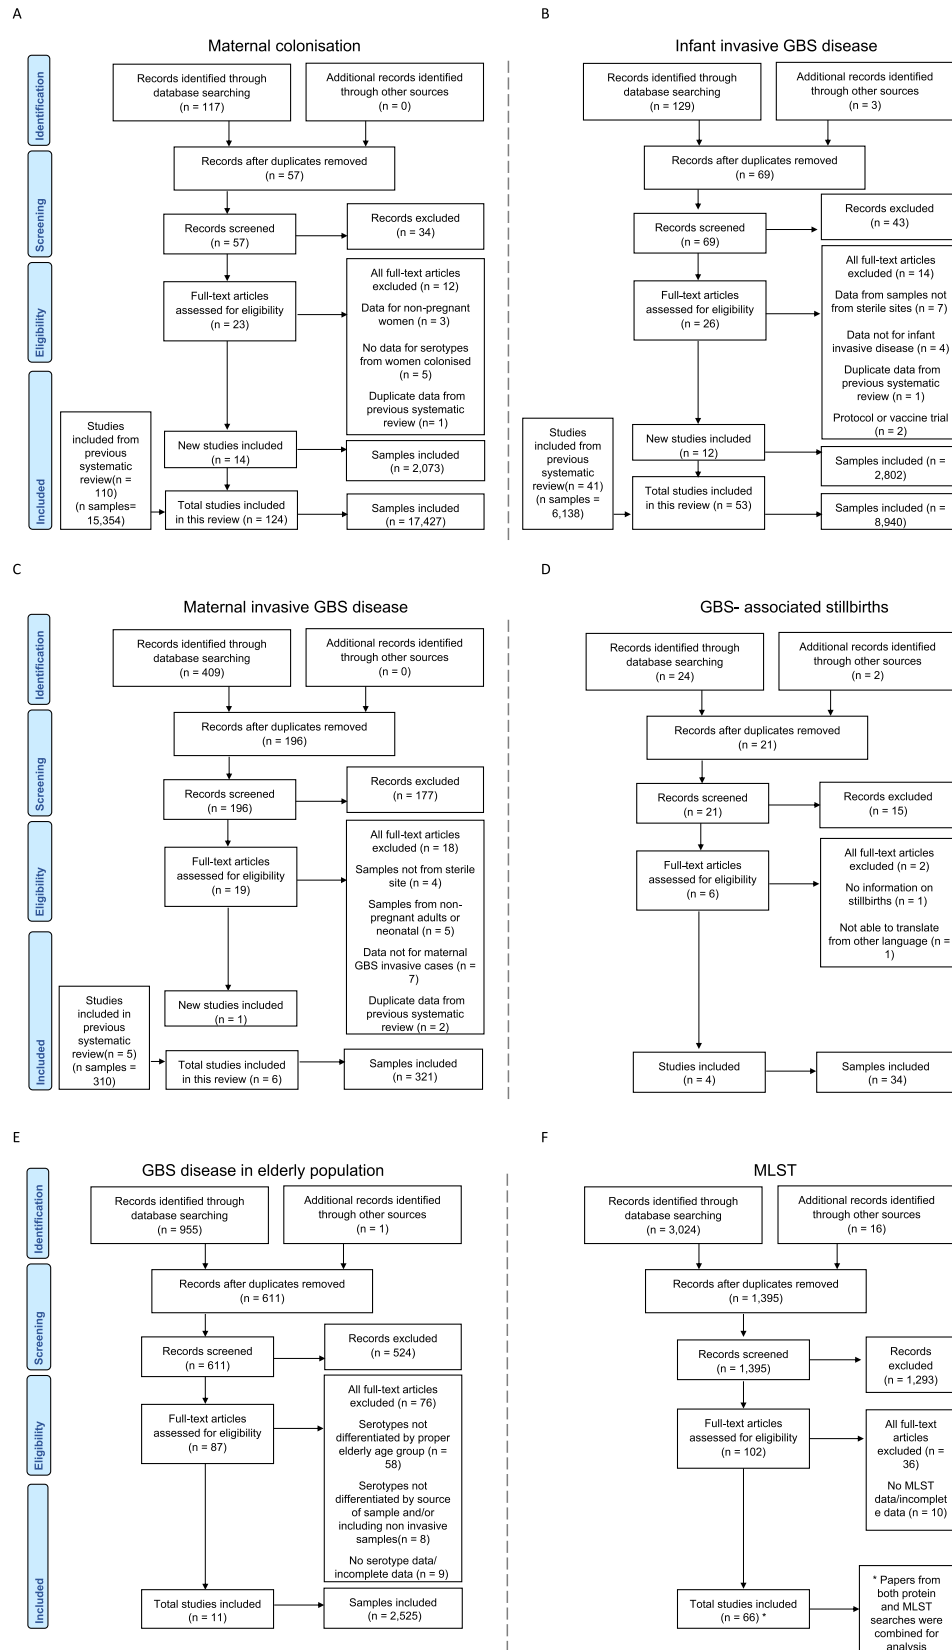 A
Maternal colonisation
Identification
Screening
Eligibility
Included
Records identified through
database searching
(n = 117)
Additional records identified
through other sources
(n = 0)
Records after duplicates removed
(n = 57)
Records screened
(n = 57)
Records excluded
(n = 34)
Full-text articles
assessed for eligibility
(n = 23)
All full-text articles
excluded (n = 12)
Data for non-pregnant
women (n = 3)
No data for serotypes
from women colonised
(n = 5)
Duplicate data from
previous systematic
review (n= 1)
Studies
included from
previous
systematic
review(n=
110)
(n samples=
15,354)
New studies included
(n = 14)
Samples included
(n = 2,073)
Total studies included
in this review (n = 124)
Samples included
(n = 17,427)
B
Infant invasive GBS disease
Records identified through
database searching
(n = 129)
Additional records identified
through other sources
(n = 3)
Records after duplicates removed
(n = 69)
Records screened
(n = 69)
Records excluded
(n = 43)
Full-text articles
assessed for eligibility
(n = 26)
All full-text articles
excluded (n = 14)
Data from samples not
from sterile sites (n = 7)
Data not for infant
invasive disease (n = 4)
Duplicate data from
previous systematic
review (n = 1)
Protocol or vaccine trial
(n = 2)
Studies
included from
previous
systematic
review(n= 41)
(n samples =
6,138)
New studies included
(n = 12)
Samples included (n =
2,802)
Total studies included
in this review (n = 53)
Samples included (n =
8,940)
C
Maternal invasive GBS disease
Identification
Screening
Eligibility
Included
Records identified through
database searching
(n = 409)
Additional records identified
through other sources
(n = 0)
Records after duplicates removed
(n = 196)
Records screened
(n = 196)
Records excluded
(n = 177)
Full-text articles
assessed for eligibility
(n = 19)
All full-text articles
excluded (n = 18)
Samples not from sterile
site (n = 4)
Samples from non-
pregnant adults or
neonatal (n = 5)
Data not for maternal
GBS invasive cases (n =
7)
Duplicate data from
previous systematic
review (n = 2)
New studies included
(n = 1)
Studies
included in
previous
systematic
review(n= 5)
(n samples =
310)
Total studies included
in this review (n = 6)
Samples included
(n = 321)
D
GBS- associated stillbirths
Records identified through
database searching
(n = 24)
Additional records identified
through other sources
(n = 2)
Records after duplicates removed
(n = 21)
Records screened
(n = 21)
Records excluded
(n = 15)
Full-text articles
assessed for eligibility
(n = 6)
All full-text articles
excluded (n = 2)
No information on
stillbirths (n = 1)
Not able to translate
from other language (n =
1)
Studies included
(n = 4)
Samples included
(n = 34)
E
GBS disease in elderly population
Identification
Screening
Eligibility
Included
Records identified through
database searching
(n = 955)
Additional records identified
through other sources
(n = 1)
Records after duplicates removed
(n = 611)
Records screened
(n = 611)
Records excluded
(n = 524)
Full-text articles
assessed for eligibility
(n = 87)
All full-text articles
excluded (n = 76)
Serotypes not
differentiated by proper
elderly age group (n =
58)
Serotypes not
differentiated by source
of sample and/or
including non invasive
samples(n = 8)
No serotype data/
incomplete data (n = 9)
Total studies included
(n = 11)
Samples included
(n = 2,525)
F
MLST
Records identified through
database searching
(n = 3,024)
Additional records identified
through other sources
(n = 16)
Records after duplicates removed
(n = 1,395)
Records screened
(n = 1,395)
Records
excluded
(n = 1,293)
Full-text articles
assessed for eligibility
(n = 102)
All full-text
articles
excluded (n =
36)
No MLST
data/incomplet
e data (n = 10)
Total studies included
(n = 66) *
* Papers from
both protein
and MLST
searches were
combined for
analysis